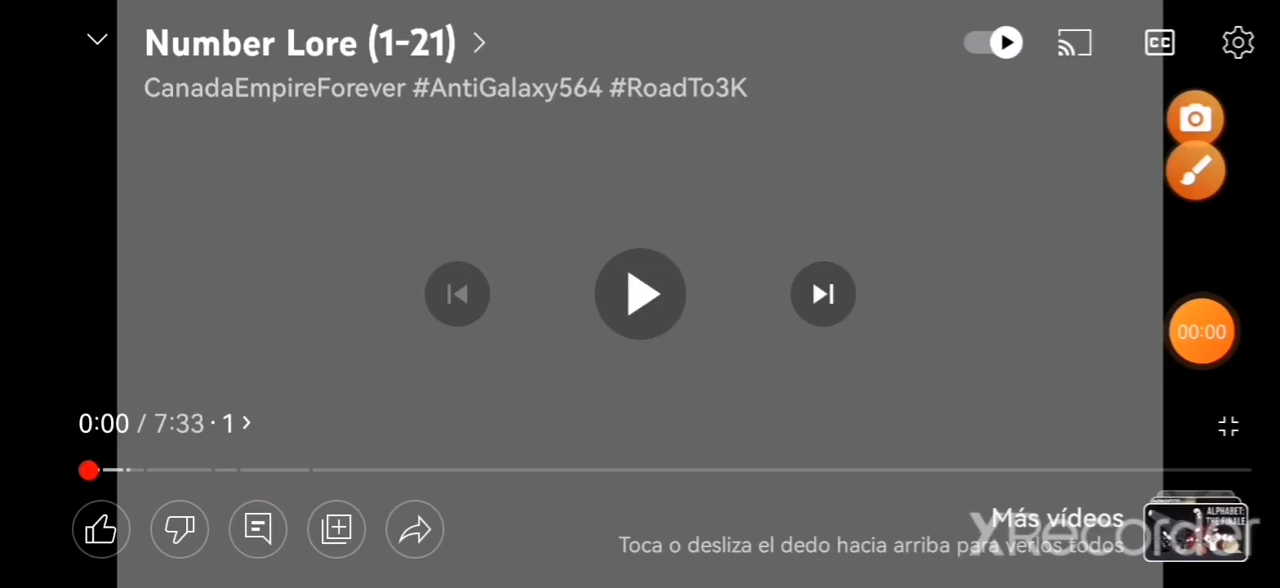 Number Lore (1-21)
CanadaEmpireForever #AntiGalaxy564 #RoadTo3K
CC
00:00
0:00 / 7:33 · 1
Más vídeos
Toca o desliza el dedo hacia arriba para verlos todos
XRecorder
ALPHABET:
THE FINALE